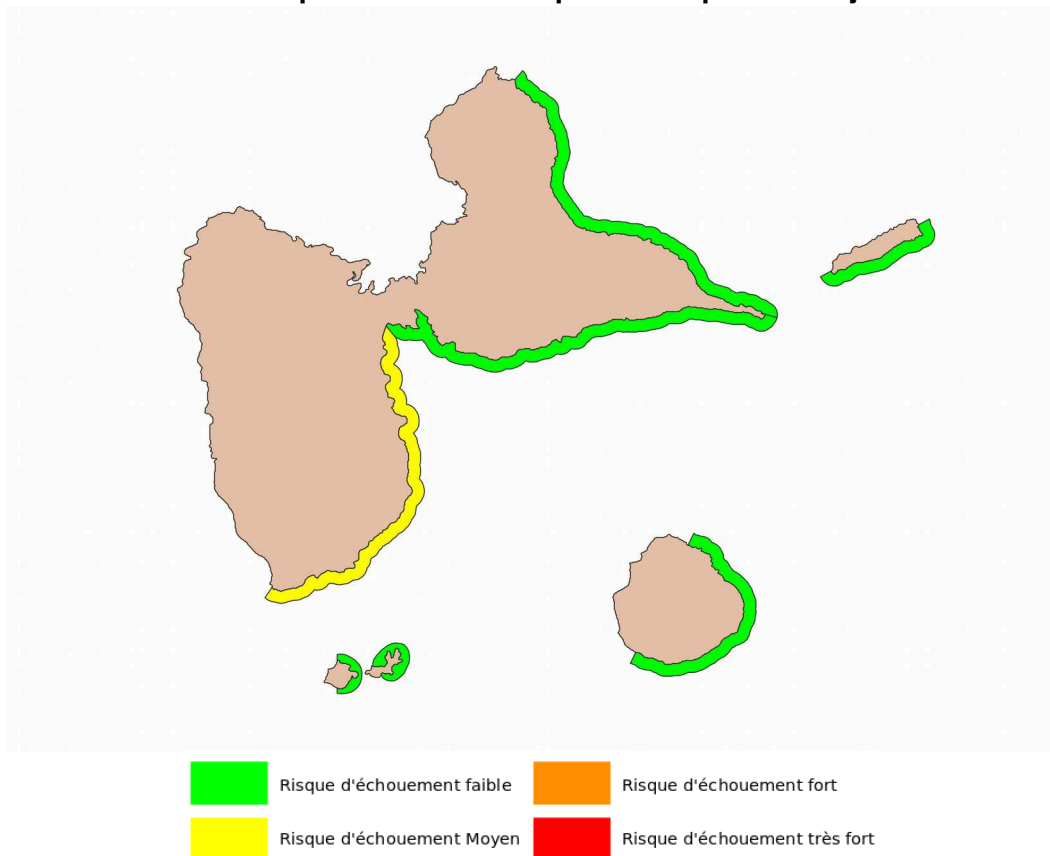 Risque d'échouement faible
Risque d'échouement fort
Risque d'échouement Moyen
Risque d'échouement très fort